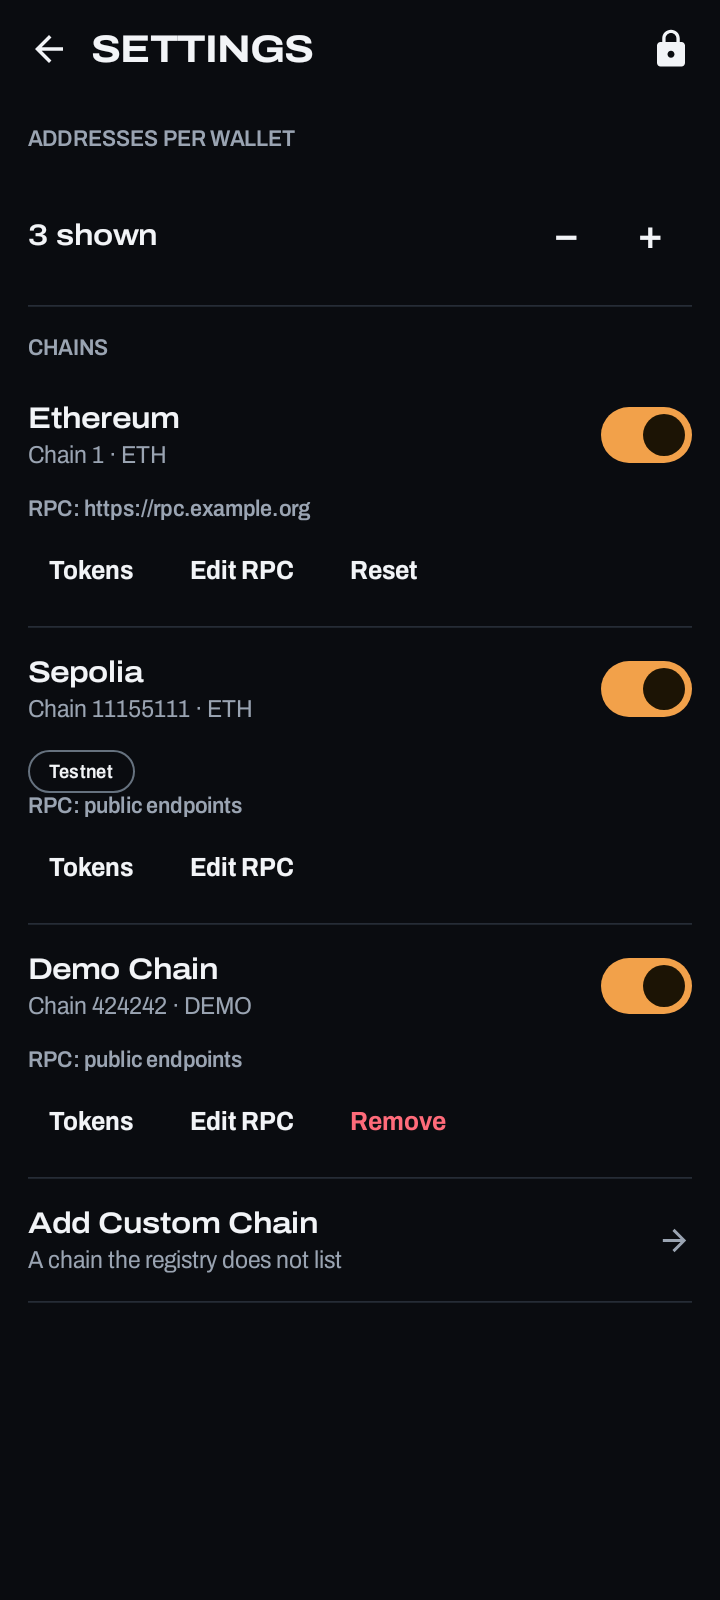 SETTINGS
ADDRESSES PER WALLET
3 shown
− +
CHAINS
Ethereum
Chain 1 · ETH
RPC: https://rpc.example.org
Tokens Edit RPC Reset
Sepolia
Chain 11155111 · ETH
Testnet
RPC: public endpoints
Tokens Edit RPC
Demo Chain
Chain 424242 · DEMO
RPC: public endpoints
Tokens Edit RPC Remove
Add Custom Chain
A chain the registry does not list